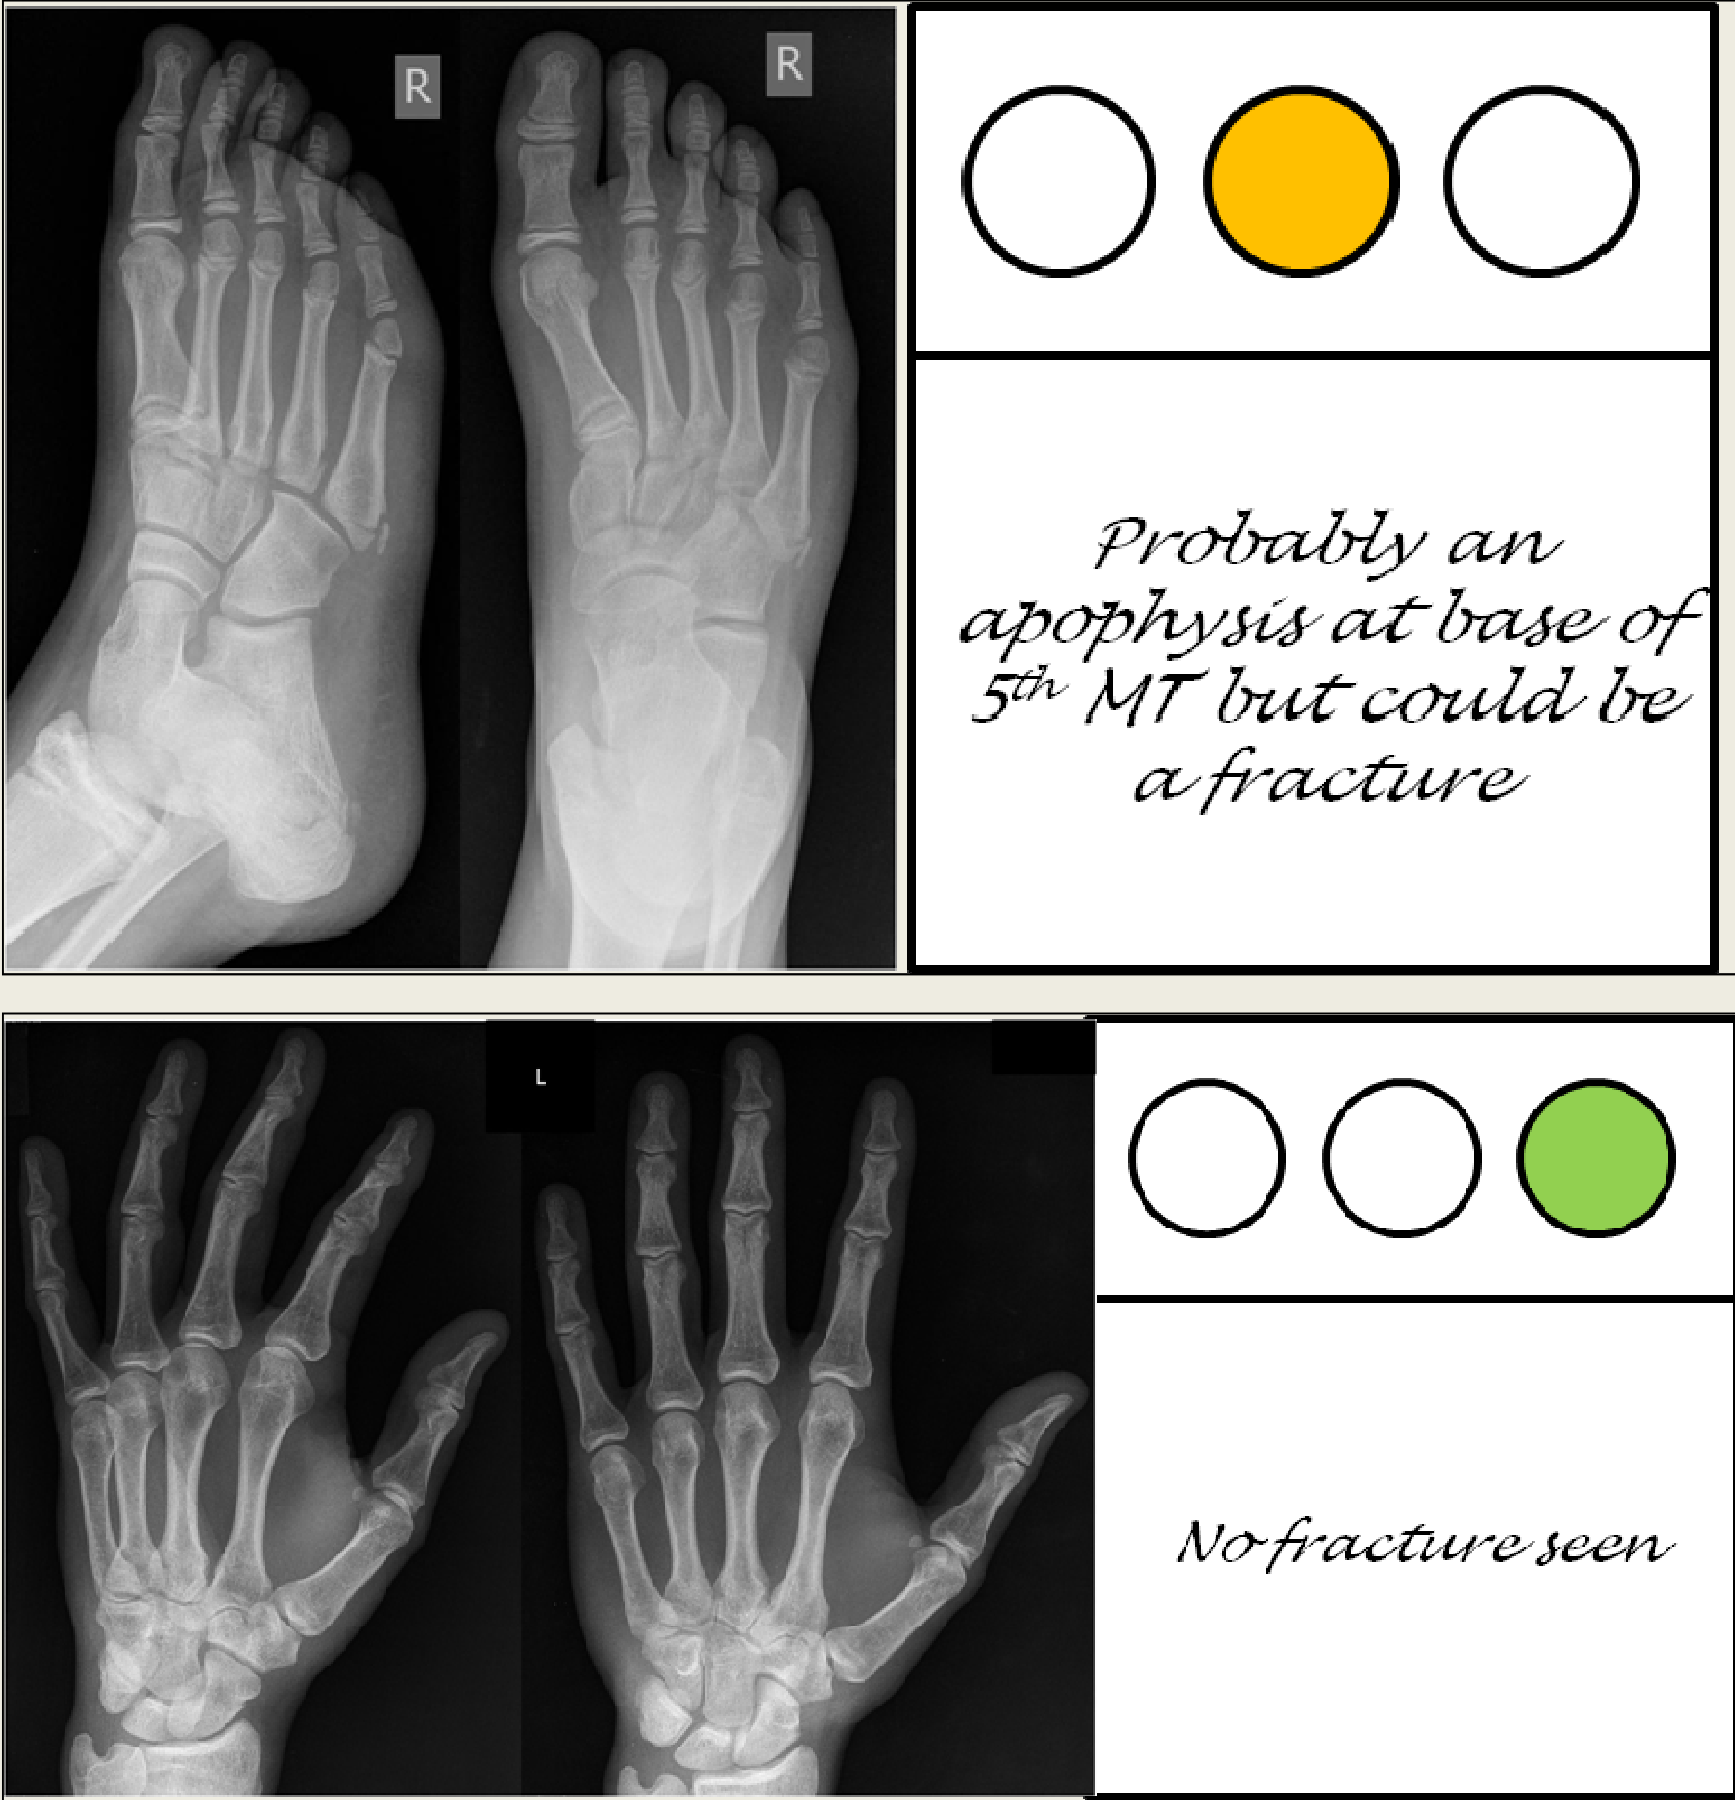 R
R
Probably an
apophysis at base of
5th MT but could be
a fracture
L
No fracture seen